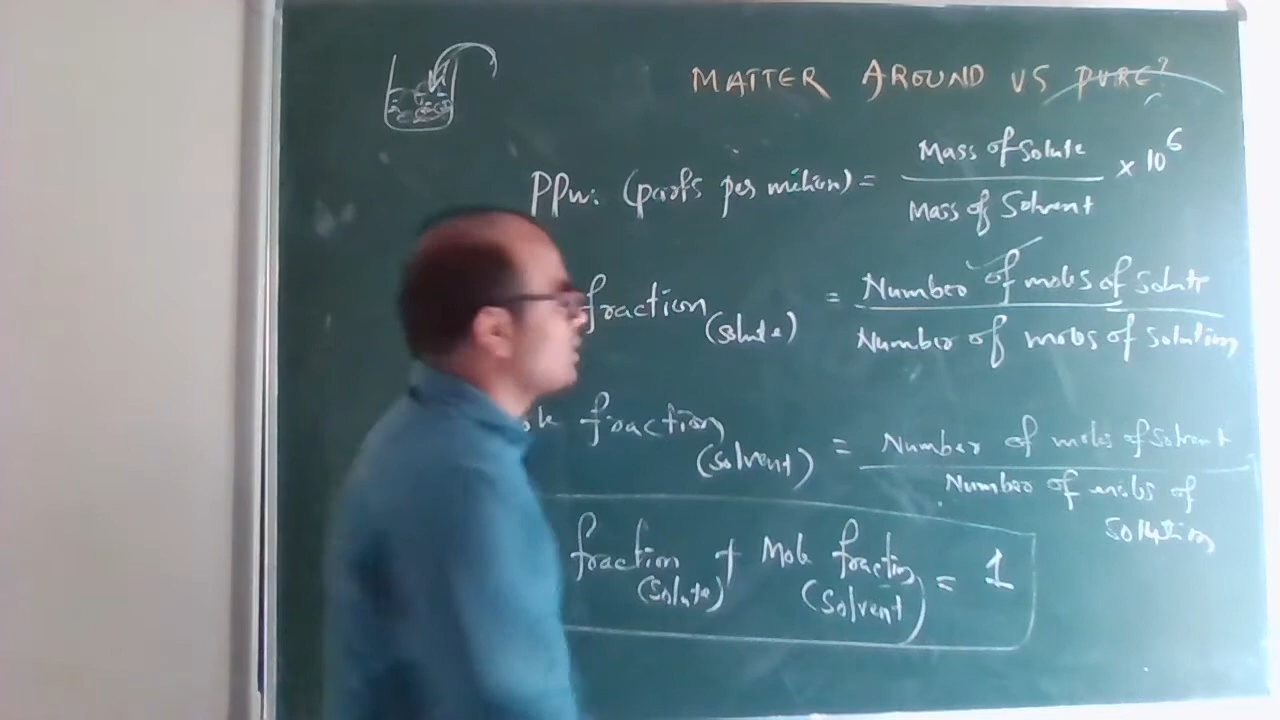 MATTER AROUND US PURE?
PPm: (parts per million) = Mass of Solute
Mass of Solvent
× 10⁶
fraction (solute) = Number of moles of solute
Number of moles of solution
fraction (solvent) = Number of moles of solvent
Number of moles of
solution
fraction (solute) + Mole fraction (solvent) = 1